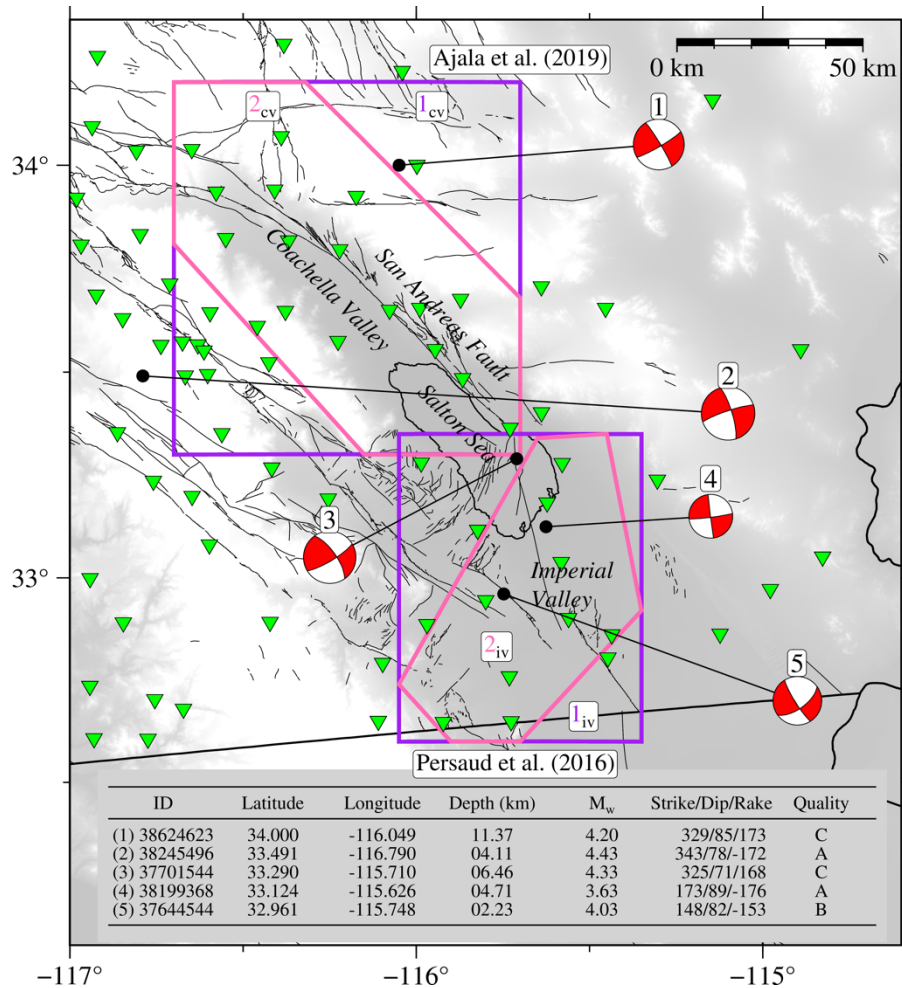 Ajala et al. (2019)
0 km 50 km
2cv
1cv
1
34°
Coachella Valley
San Andreas Fault
2
Salton Sea
4
3
33°
Imperial
Valley
2iv
5
1iv
Persaud et al. (2016)
ID Latitude Longitude Depth (km) Mw Strike/Dip/Rake Quality
(1) 38624623 34.000 -116.049 11.37 4.20 329/85/173 C
(2) 38245496 33.491 -116.790 04.11 4.43 343/78/-172 A
(3) 37701544 33.290 -115.710 06.46 4.33 325/71/168 C
(4) 38199368 33.124 -115.626 04.71 3.63 173/89/-176 A
(5) 37644544 32.961 -115.748 02.23 4.03 148/82/-153 B
−117° −116° −115°